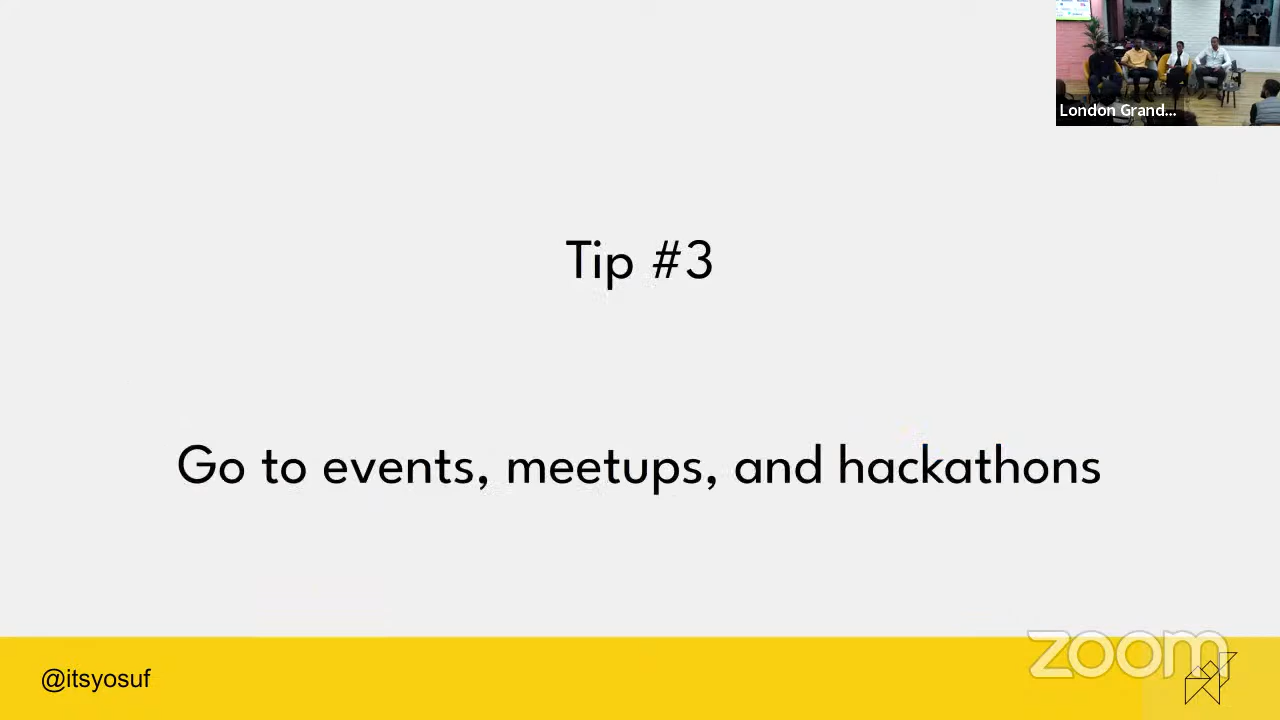 London Grand...
Tip #3
Go to events, meetups, and hackathons
@itsyosuf
zoom